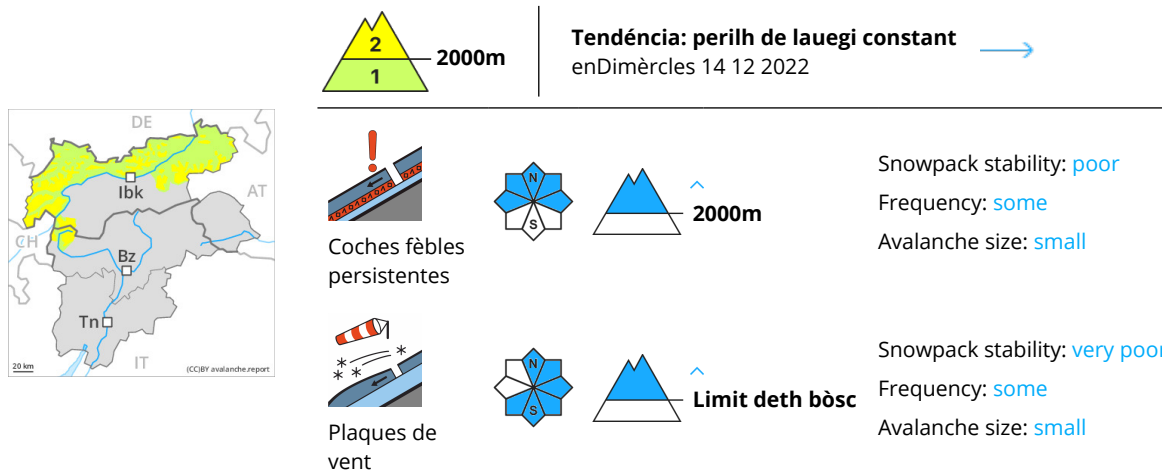 2
1
2000m
Tendéncia: perilh de lauegi constant
enDimèrcles 14 12 2022
DE
AT
CH
IT
Ibk
Bz
Tn
20 km
(CC)BY avalanche.report
Coches fèbles
persistentes
N
S
2000m
Snowpack stability: poor
Frequency: some
Avalanche size: small
Plaques de
vent
N
S
Limit deth bòsc
Snowpack stability: very poor
Frequency: some
Avalanche size: small